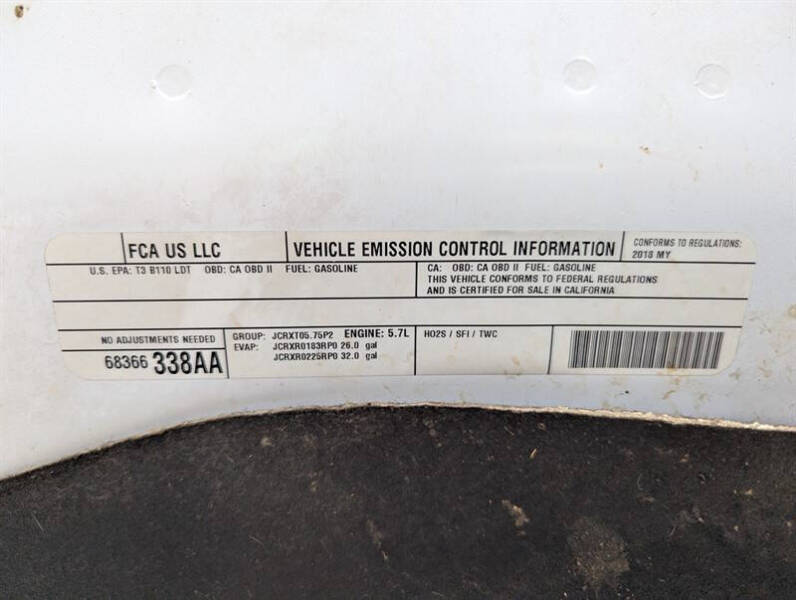 FCA US LLC
VEHICLE EMISSION CONTROL INFORMATION
CONFORMS TO REGULATIONS:
2018 MY
U.S. EPA: T3 B110 LDT OBD: CA OBD II FUEL: GASOLINE
CA: OBD: CA OBD II FUEL: GASOLINE
THIS VEHICLE CONFORMS TO FEDERAL REGULATIONS
AND IS CERTIFIED FOR SALE IN CALIFORNIA
NO ADJUSTMENTS NEEDED
68366 338AA
GROUP: JCRXT05.75P2 ENGINE: 5.7L
EVAP: JCRXR0183RP0 26.0 gal
JCRXR0225RP0 32.0 gal
HO2S / SFI / TWC